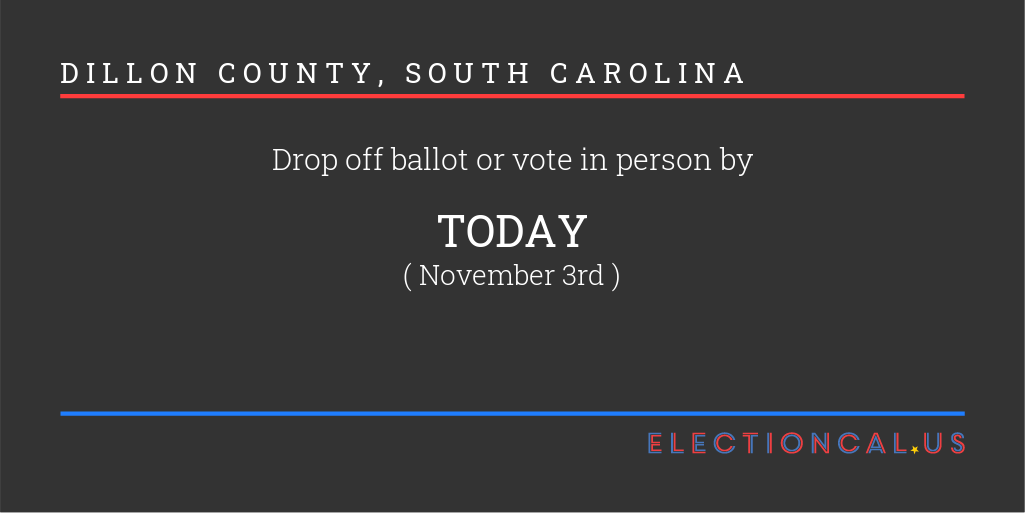 DILLON COUNTY, SOUTH CAROLINA
Drop off ballot or vote in person by
TODAY
( November 3rd )
ELECTIONCAL.US